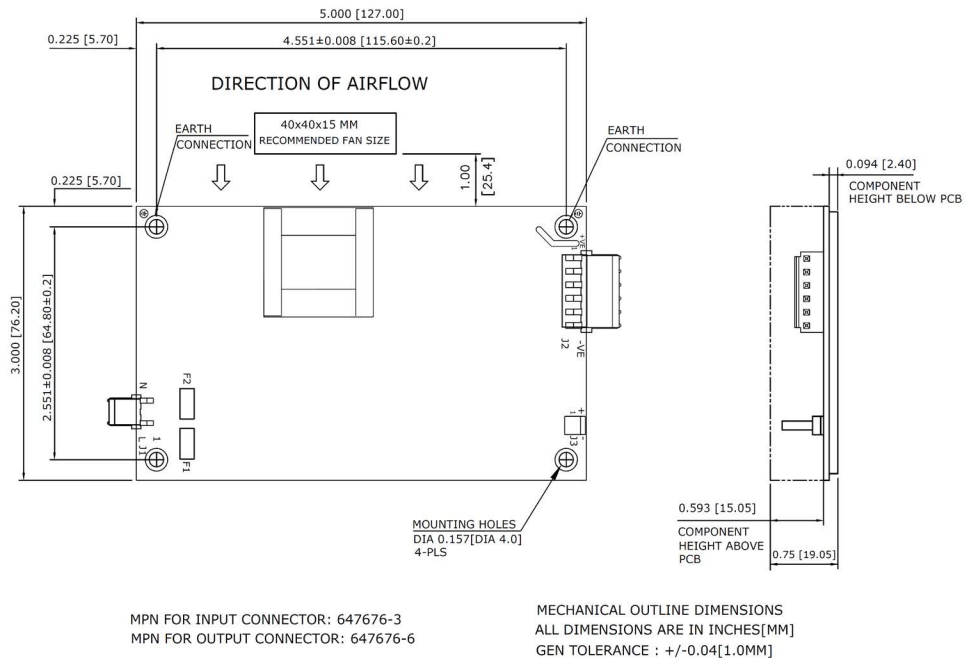 5.000 [127.00]
0.225 [5.70]
4.551±0.008 [115.60±0.2]
DIRECTION OF AIRFLOW
40x40x15 MM
RECOMMENDED FAN SIZE
EARTH
CONNECTION
EARTH
CONNECTION
1.00
[25.4]
0.225 [5.70]
0.094 [2.40]
COMPONENT
HEIGHT BELOW PCB
3.000 [76.20]
2.551±0.008 [64.80±0.2]
+VE
1
J2
-VE
N
F2
L
1
J1
F1
+
1
-
J3
MOUNTING HOLES
DIA 0.157[DIA 4.0]
4-PLS
0.593 [15.05]
COMPONENT
HEIGHT ABOVE
PCB
0.75 [19.05]
MPN FOR INPUT CONNECTOR: 647676-3
MPN FOR OUTPUT CONNECTOR: 647676-6
MECHANICAL OUTLINE DIMENSIONS
ALL DIMENSIONS ARE IN INCHES[MM]
GEN TOLERANCE : +/-0.04[1.0MM]